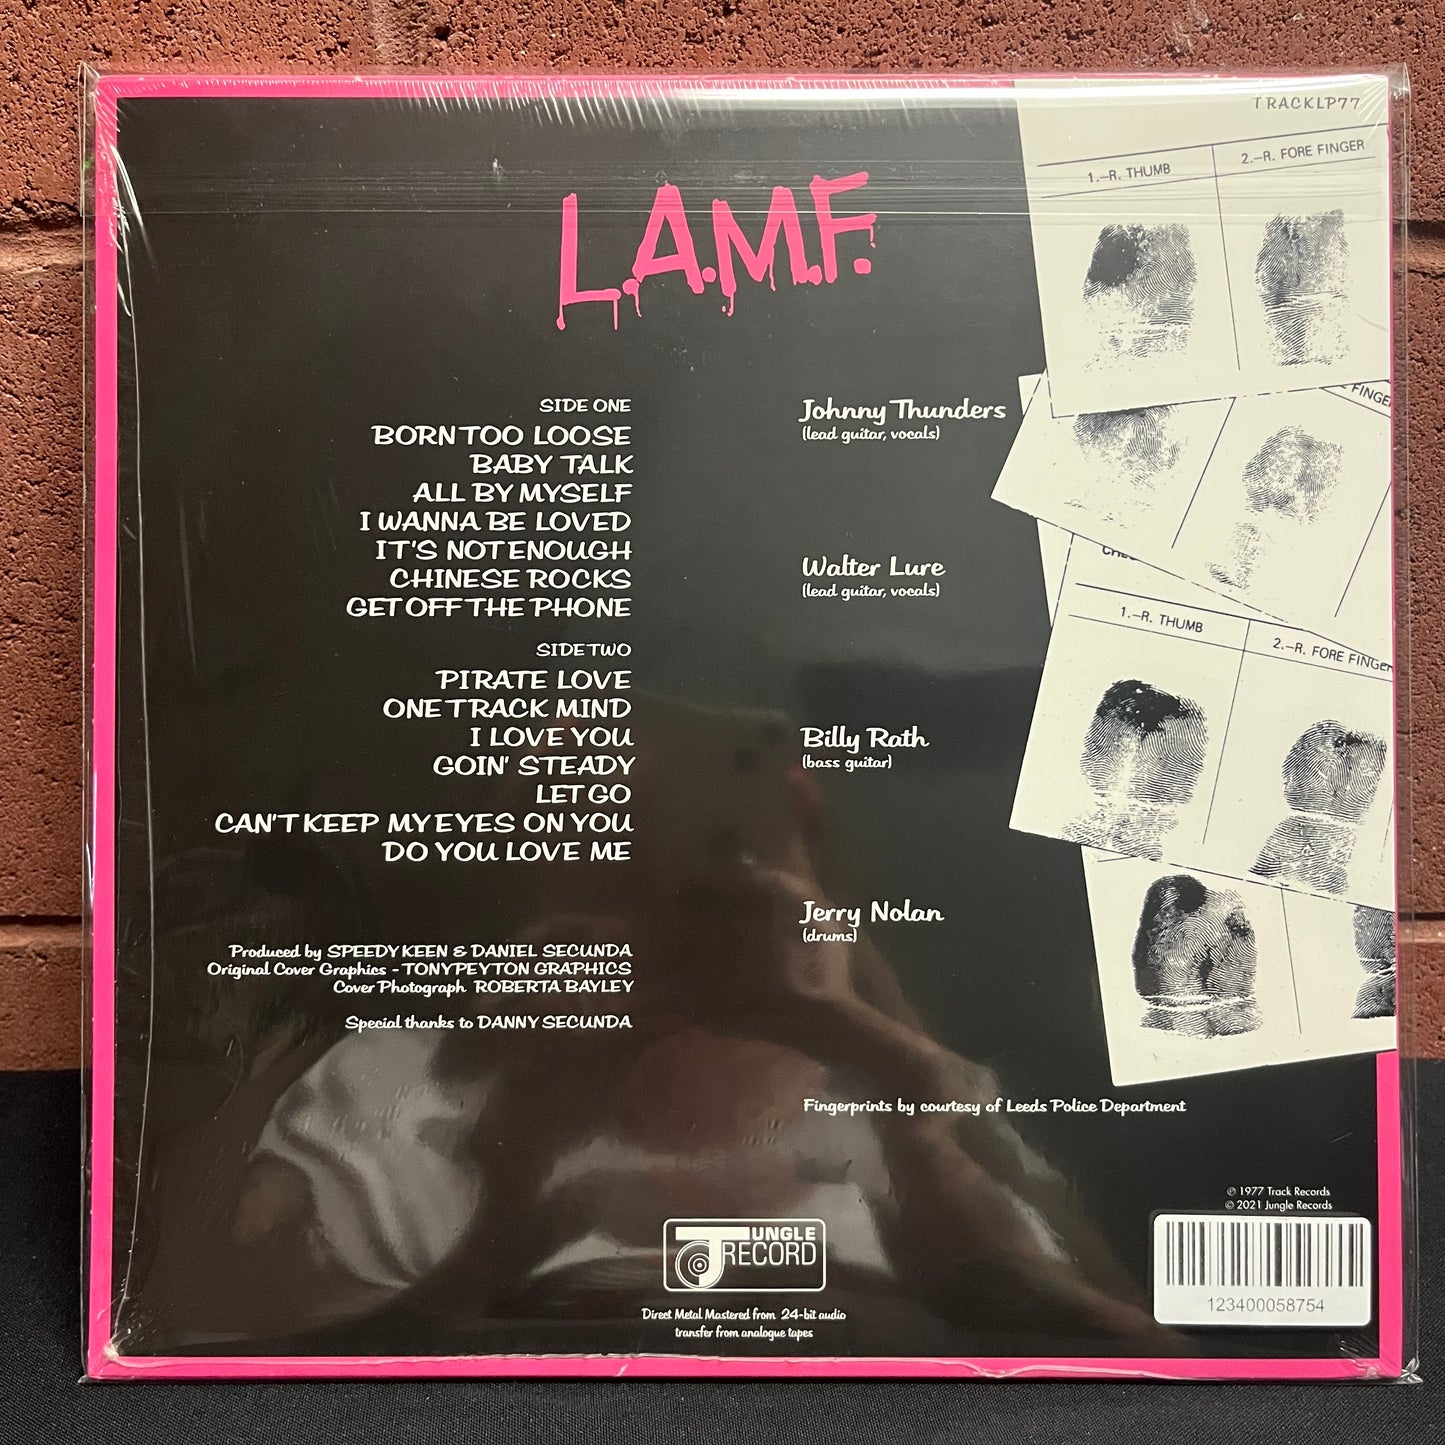 TRACKLP77
1.-R. THUMB
2.-R. FORE FINGER
L.A.M.F.
SIDE ONE
BORN TOO LOOSE
BABY TALK
ALL BY MYSELF
I WANNA BE LOVED
IT'S NOT ENOUGH
CHINESE ROCKS
GET OFF THE PHONE
SIDE TWO
PIRATE LOVE
ONE TRACK MIND
I LOVE YOU
GOIN' STEADY
LET GO
CAN'T KEEP MY EYES ON YOU
DO YOU LOVE ME
Produced by SPEEDY KEEN & DANIEL SECUNDA
Original Cover Graphics - TONYPEYTON GRAPHICS
Cover Photograph ROBERTA BAYLEY
Special thanks to DANNY SECUNDA
Johnny Thunders
(lead guitar, vocals)
Walter Lure
(lead guitar, vocals)
Billy Rath
(bass guitar)
Jerry Nolan
(drums)
FINGER
1.-R. THUMB
2.-R. FORE FINGER
Fingerprints by courtesy of Leeds Police Department
℗ 1977 Track Records
© 2021 Jungle Records
JUNGLE
RECORD
Direct Metal Mastered from 24-bit audio
transfer from analogue tapes
123400058754